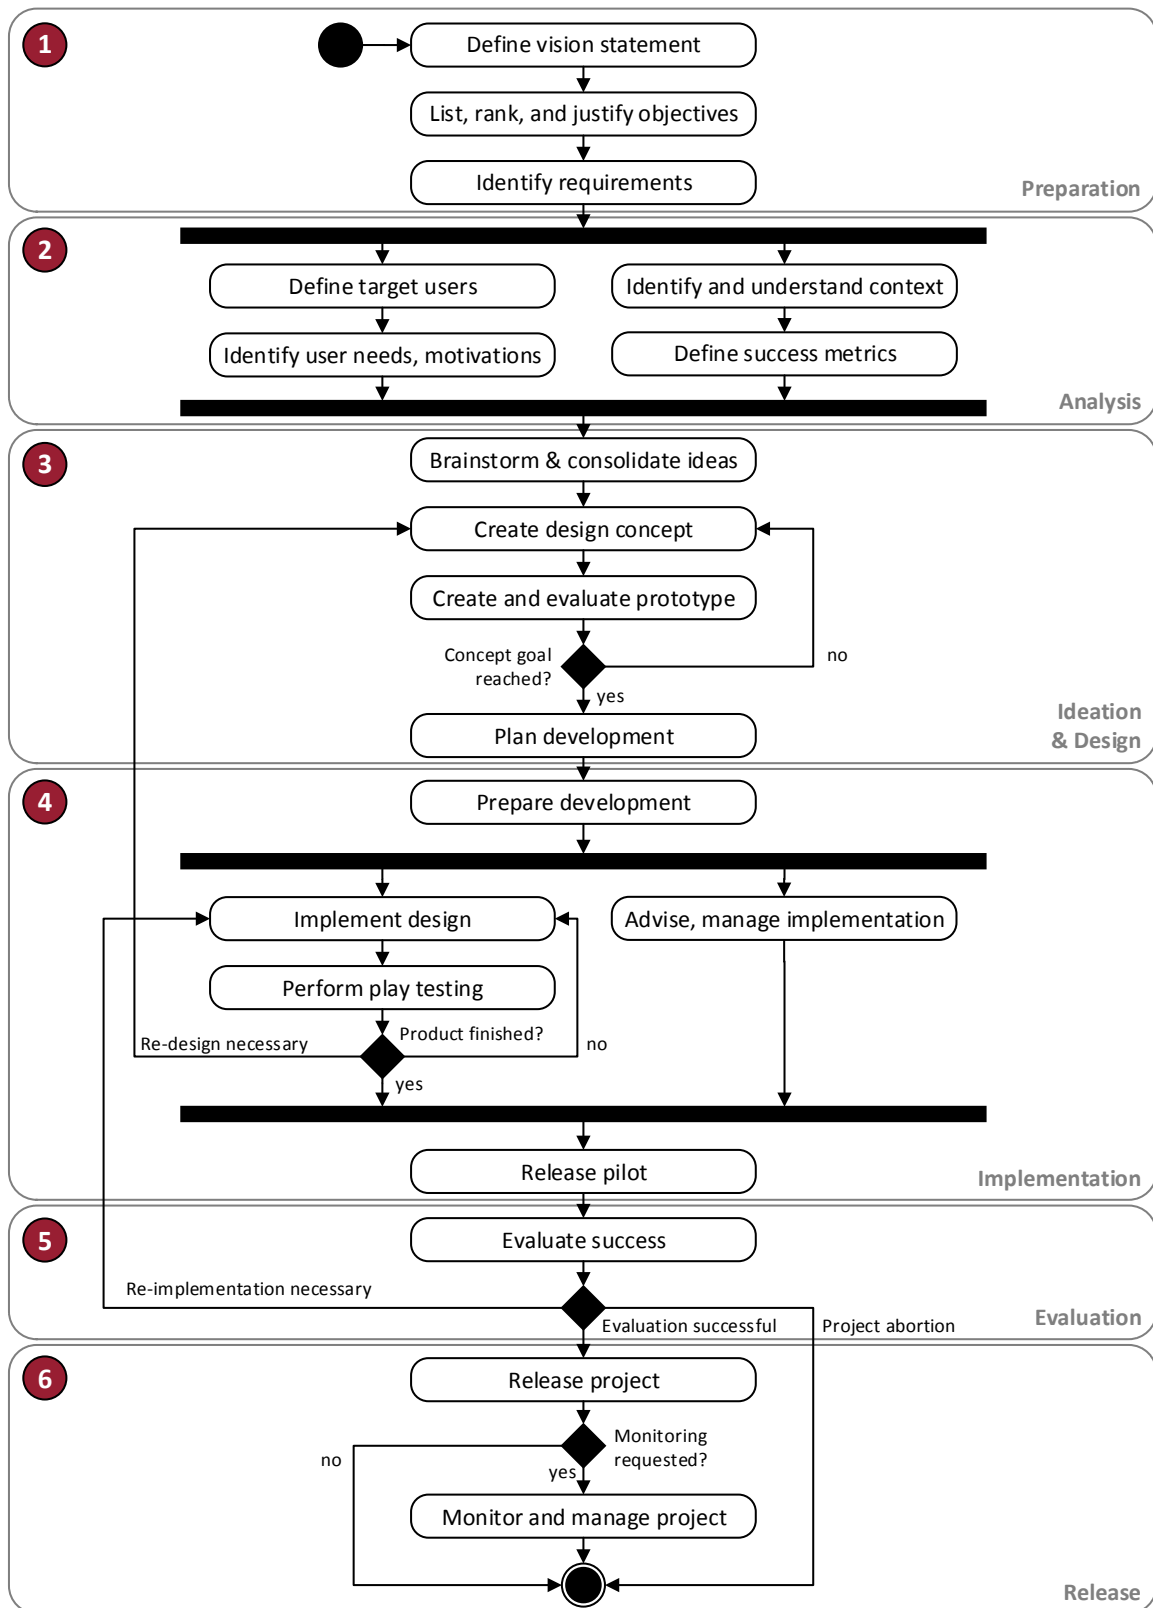 1
Define vision statement
List, rank, and justify objectives
Identify requirements
Preparation
2
Define target users
Identify and understand context
Identify user needs, motivations
Define success metrics
Analysis
3
Brainstorm & consolidate ideas
Create design concept
Create and evaluate prototype
Concept goal
reached?
no
yes
Plan development
Ideation
& Design
4
Prepare development
Implement design
Advise, manage implementation
Perform play testing
Product finished?
Re-design necessary
no
yes
Release pilot
Implementation
5
Evaluate success
Re-implementation necessary
Evaluation successful
Project abortion
Evaluation
6
Release project
Monitoring
requested?
no
yes
Monitor and manage project
Release